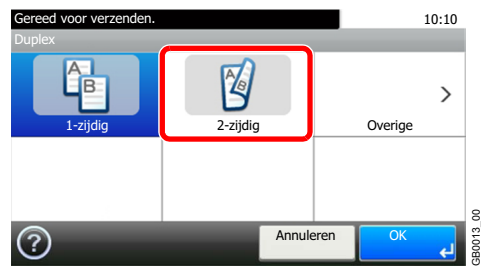 Gereed voor verzenden. 10:10
Duplex
A
B
A
B
1-zijdig 2-zijdig Overige
? Annuleren OK
GB0013_00